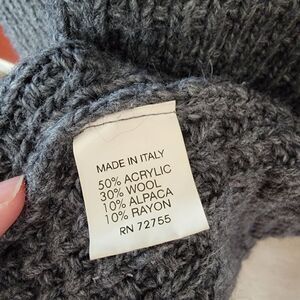 MADE IN ITALY
50% ACRYLIC
30% WOOL
10% ALPACA
10% RAYON
RN 72755